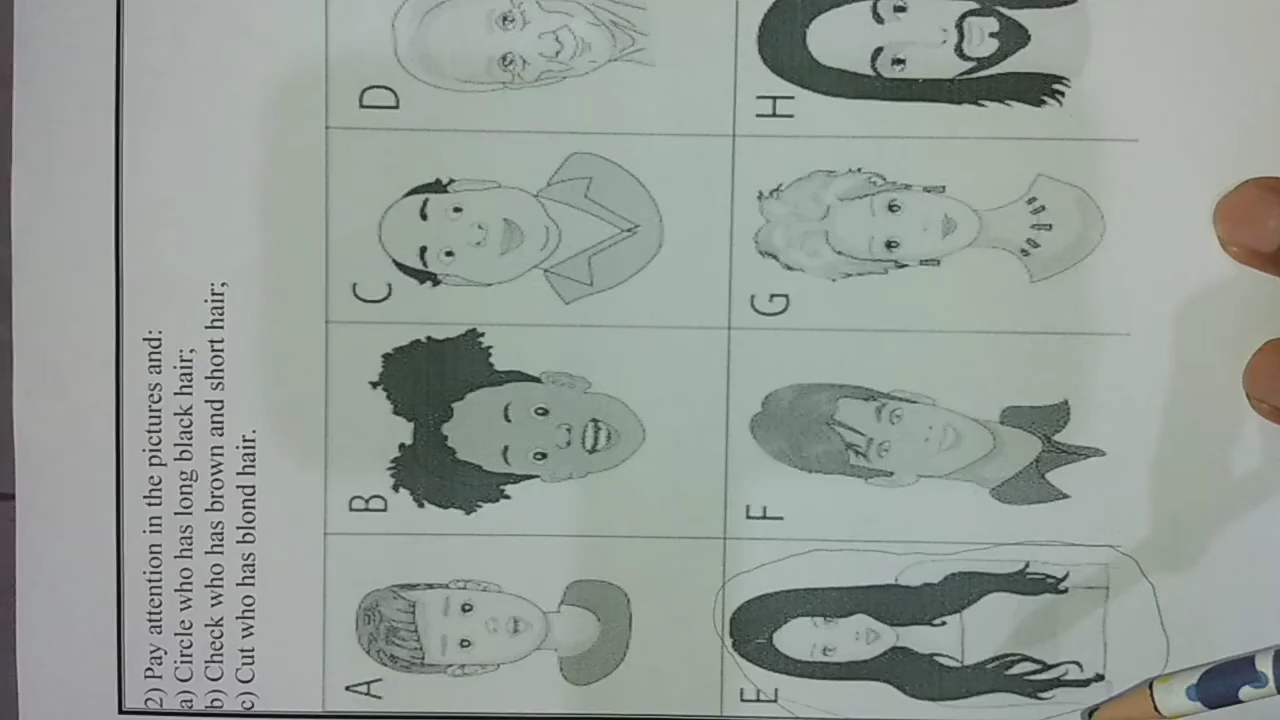 2) Pay attention in the pictures and:
a) Circle who has long black hair;
b) Check who has brown and short hair;
c) Cut who has blond hair.
A
B
C
D
E
F
G
H